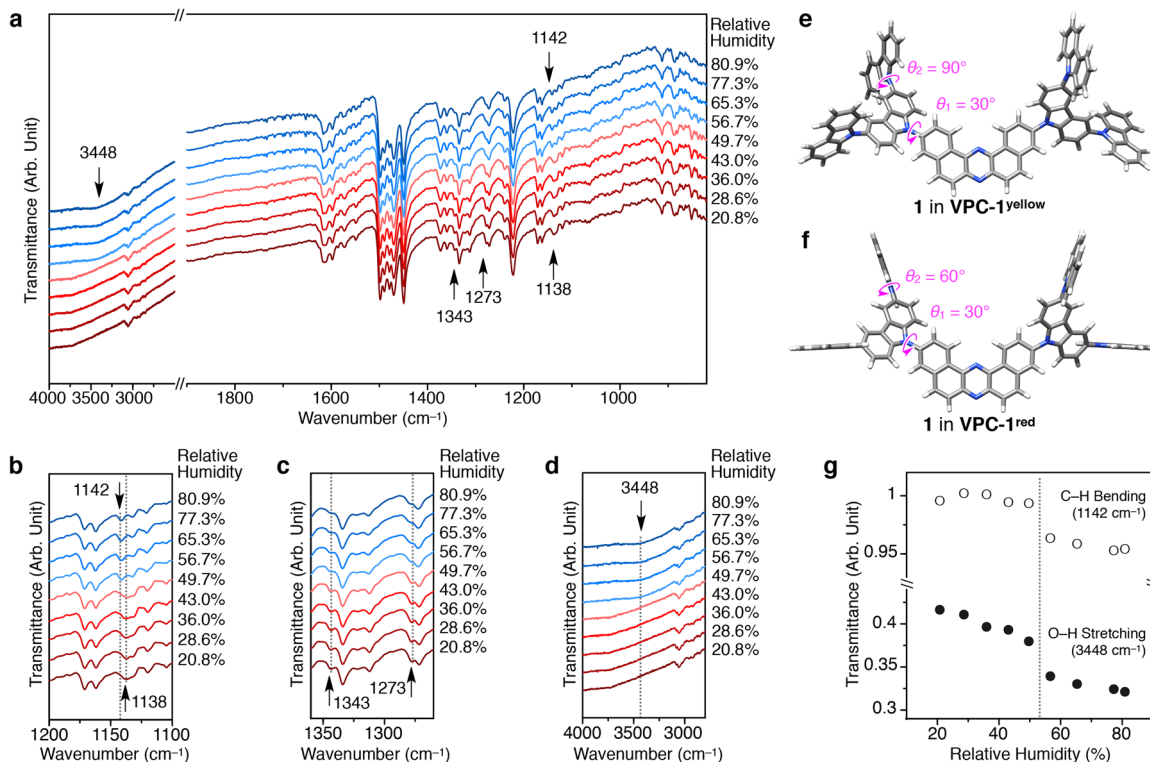 a
//
Relative
Humidity
80.9%
77.3%
65.3%
56.7%
49.7%
43.0%
36.0%
28.6%
20.8%
1142
3448
1343
1273
1138
Transmittance (Arb. Unit)
4000 3500 3000 // 1800 1600 1400 1200 1000
Wavenumber (cm⁻¹)
e
θ₂ = 90°
θ₁ = 30°
1 in VPC-1ʸᵉˡˡᵒʷ
f
θ₂ = 60°
θ₁ = 30°
1 in VPC-1ʳᵉᵈ
b
Relative
Humidity
1142
80.9%
77.3%
65.3%
56.7%
49.7%
43.0%
36.0%
28.6%
20.8%
1138
Transmittance (Arb. Unit)
1200 1150 1100
Wavenumber (cm⁻¹)
c
Relative
Humidity
80.9%
77.3%
65.3%
56.7%
49.7%
43.0%
36.0%
28.6%
20.8%
1343
1273
Transmittance (Arb. Unit)
1350 1300
Wavenumber (cm⁻¹)
d
Relative
Humidity
3448
80.9%
77.3%
65.3%
56.7%
49.7%
43.0%
36.0%
28.6%
20.8%
Transmittance (Arb. Unit)
4000 3500 3000
Wavenumber (cm⁻¹)
g
C–H Bending
(1142 cm⁻¹)
O–H Stretching
(3448 cm⁻¹)
Transmittance (Arb. Unit)
1
0.95
0.4
0.35
0.3
20 40 60 80
Relative Humidity (%)